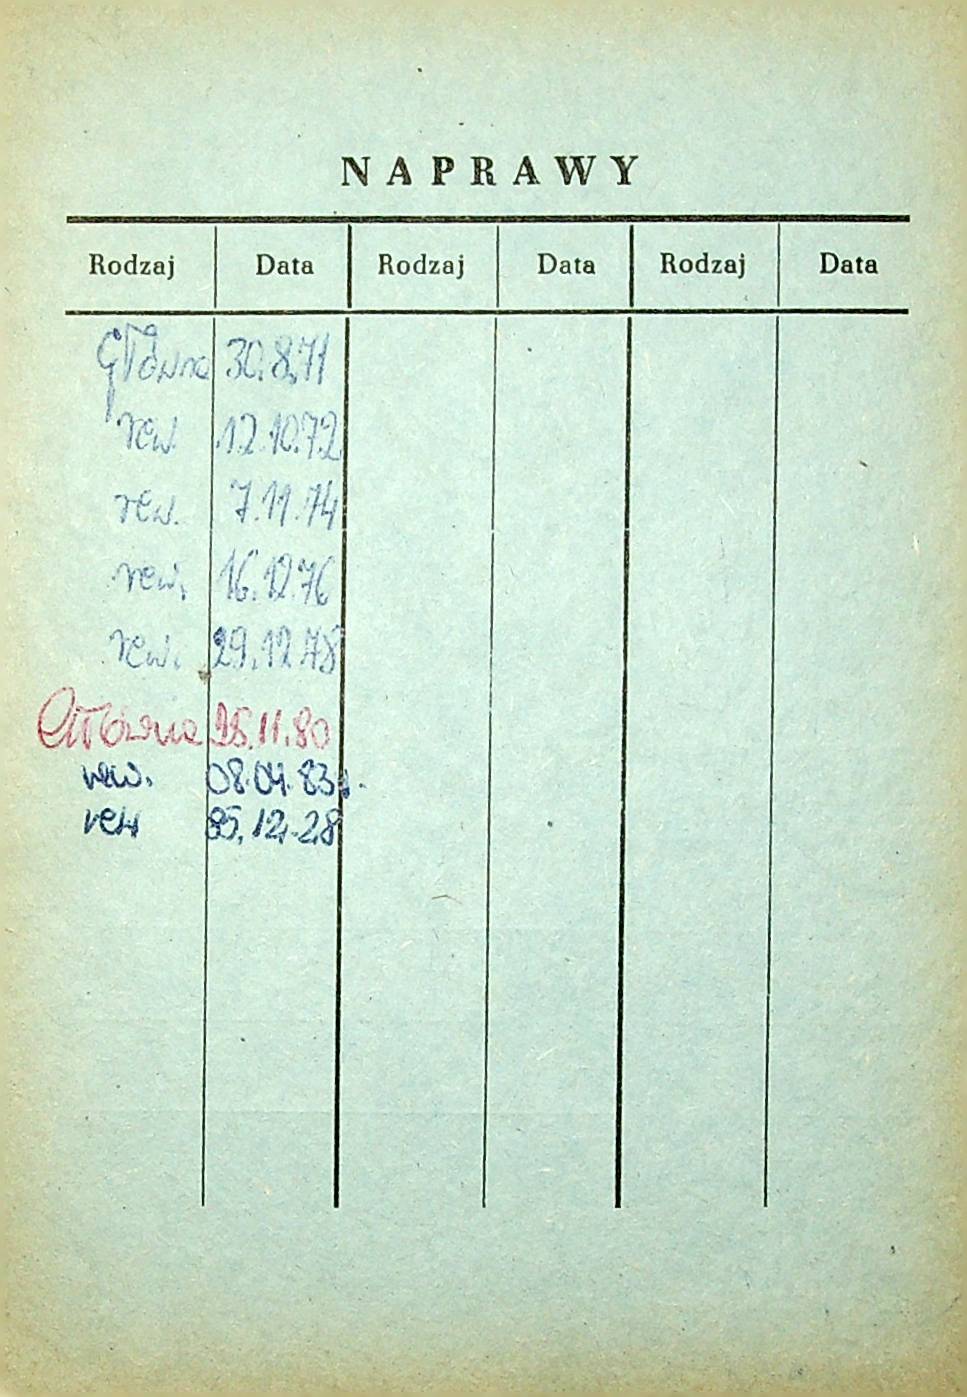 NAPRAWY
Rodzaj Data Rodzaj Data Rodzaj Data
Główna 30.8.71
rew. 12.10.72
rew. 7.11.74
rew. 16.12.76
rew. 29.12.78
Główna 25.11.80
rew. 08.04.83r.
rew 85.12.28